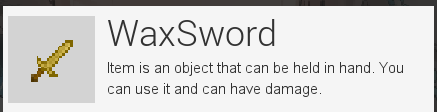 WaxSword
Item is an object that can be held in hand. You
can use it and can have damage.